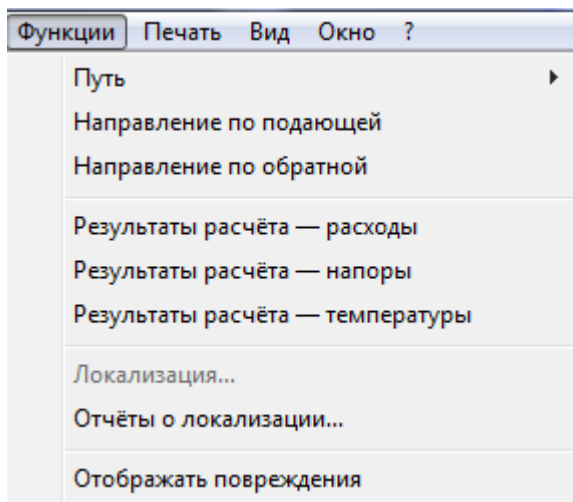 Функции Печать Вид Окно ?
Путь
Направление по подающей
Направление по обратной
Результаты расчёта — расходы
Результаты расчёта — напоры
Результаты расчёта — температуры
Локализация...
Отчёты о локализации...
Отображать повреждения